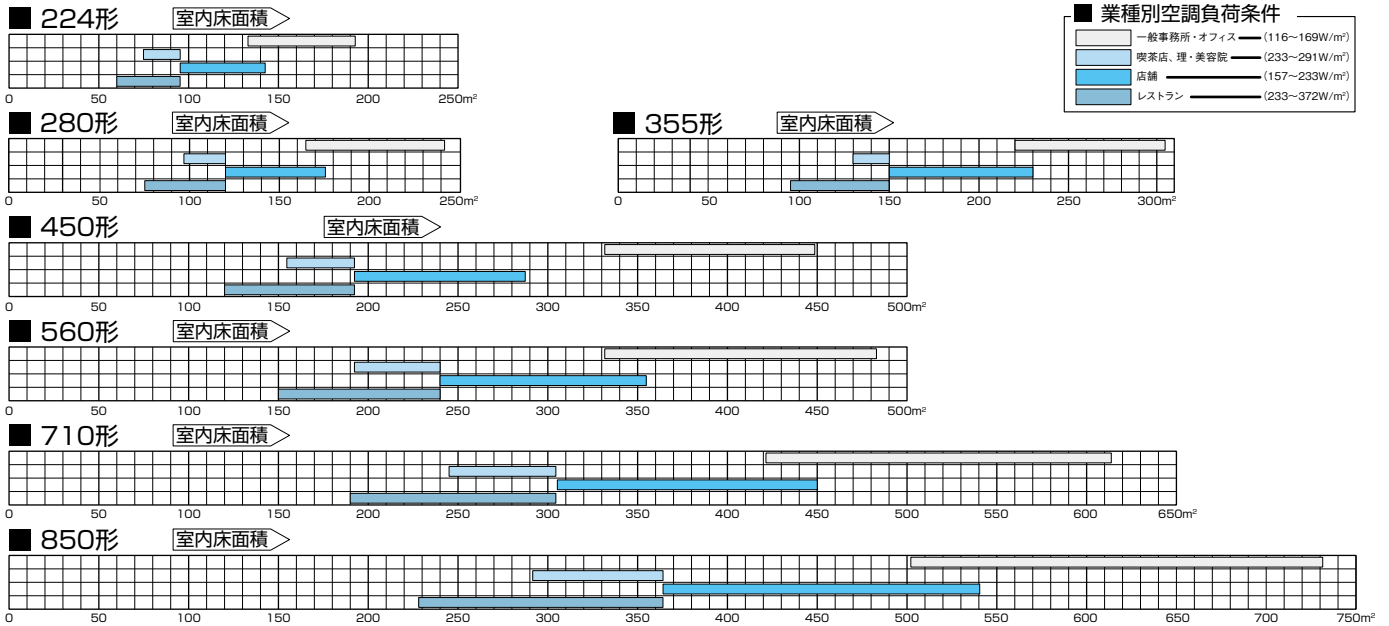 ■ 224形 室内床面積
0 50 100 150 200 250m²
■ 業種別空調負荷条件
一般事務所・オフィス (116〜169W/m²)
喫茶店、理・美容院 (233〜291W/m²)
店舗 (157〜233W/m²)
レストラン (233〜372W/m²)
■ 280形 室内床面積
0 50 100 150 200 250m²
■ 355形 室内床面積
0 50 100 150 200 250 300m²
■ 450形 室内床面積
0 50 100 150 200 250 300 350 400 450 500m²
■ 560形 室内床面積
0 50 100 150 200 250 300 350 400 450 500m²
■ 710形 室内床面積
0 50 100 150 200 250 300 350 400 450 500 550 600 650m²
■ 850形 室内床面積
0 50 100 150 200 250 300 350 400 450 500 550 600 650 700 750m²